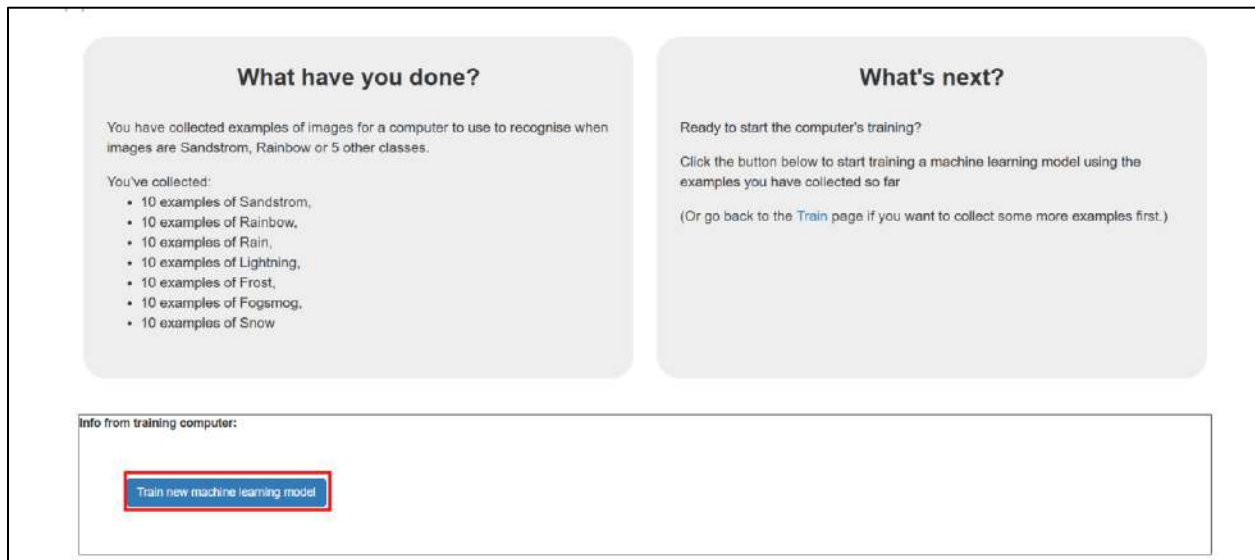 What have you done?
You have collected examples of images for a computer to use to recognise when
images are Sandstrom, Rainbow or 5 other classes.
You've collected:
• 10 examples of Sandstrom,
• 10 examples of Rainbow,
• 10 examples of Rain,
• 10 examples of Lightning,
• 10 examples of Frost,
• 10 examples of Fogsmog,
• 10 examples of Snow
What's next?
Ready to start the computer's training?
Click the button below to start training a machine learning model using the
examples you have collected so far
(Or go back to the Train page if you want to collect some more examples first.)
Info from training computer:
Train new machine learning model